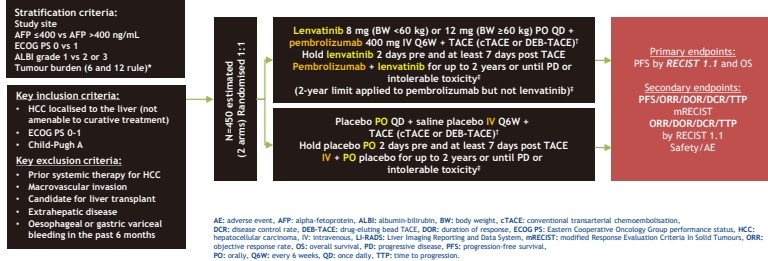 Stratification criteria:
Study site
AFP ≤400 vs AFP >400 ng/mL
ECOG PS 0 vs 1
ALBI grade 1 vs 2 or 3
Tumour burden (6 and 12 rule)*
Key inclusion criteria:
• HCC localised to the liver (not
amenable to curative treatment)
• ECOG PS 0-1
• Child-Pugh A
Key exclusion criteria:
• Prior systemic therapy for HCC
• Macrovascular invasion
• Candidate for liver transplant
• Extrahepatic disease
• Oesophageal or gastric variceal
bleeding in the past 6 months
N=450 estimated
(2 arms) Randomised 1:1
Lenvatinib 8 mg (BW <60 kg) or 12 mg (BW ≥60 kg) PO QD +
pembrolizumab 400 mg IV Q6W + TACE (cTACE or DEB-TACE)†
Hold lenvatinib 2 days pre and at least 7 days post TACE
Pembrolizumab + lenvatinib for up to 2 years or until PD or
intolerable toxicity‡
(2-year limit applied to pembrolizumab but not lenvatinib)‡
Placebo PO QD + saline placebo IV Q6W +
TACE (cTACE or DEB-TACE)†
Hold placebo PO 2 days pre and at least 7 days post TACE
IV + PO placebo for up to 2 years or until PD or
intolerable toxicity‡
Primary endpoints:
PFS by RECIST 1.1 and OS
Secondary endpoints:
PFS/ORR/DOR/DCR/TTP
mRECIST
ORR/DOR/DCR/TTP
by RECIST 1.1
Safety/AE
AE: adverse event, AFP: alpha-fetoprotein, ALBI: albumin-bilirubin, BW: body weight, cTACE: conventional transarterial chemoembolisation,
DCR: disease control rate, DEB-TACE: drug-eluting bead TACE, DOR: duration of response, ECOG PS: Eastern Cooperative Oncology Group performance status, HCC:
hepatocellular carcinoma, IV: intravenous, LI-RADS: Liver Imaging Reporting and Data System, mRECIST: modified Response Evaluation Criteria In Solid Tumours, ORR:
objective response rate, OS: overall survival, PD: progressive disease, PFS: progression-free survival,
PO: orally, Q6W: every 6 weeks, QD: once daily, TTP: time to progression.